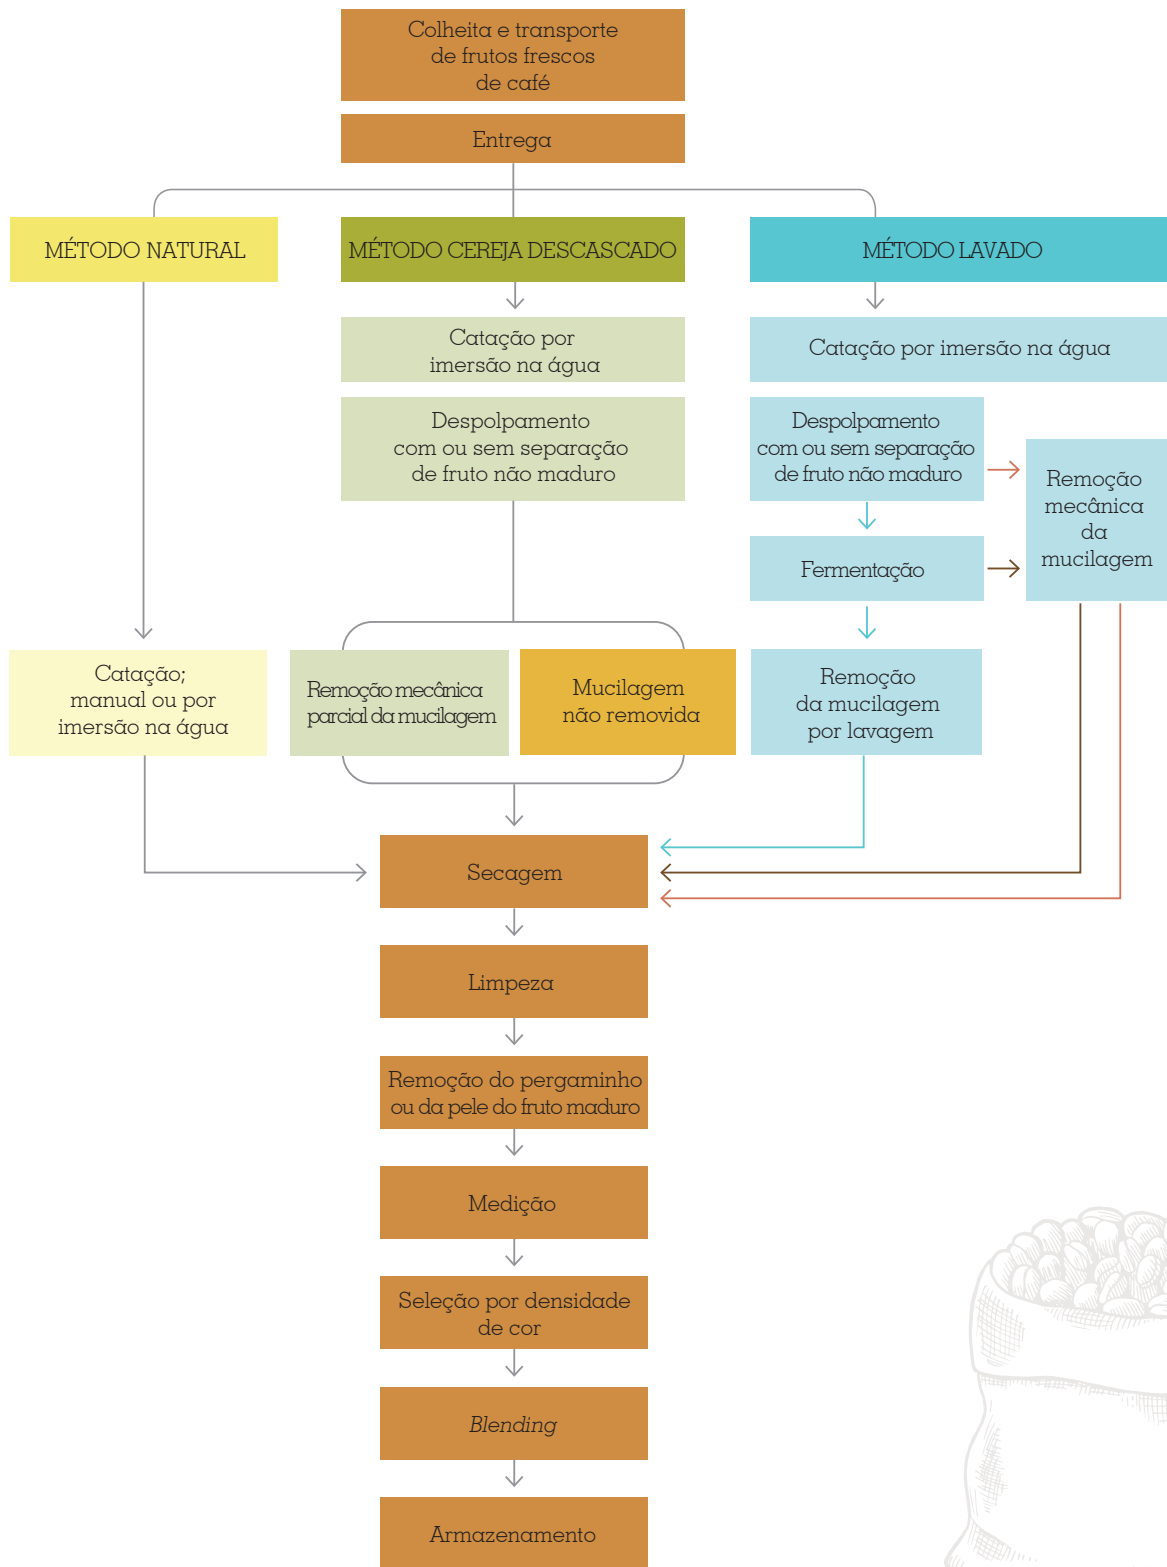 Colheita e transporte
de frutos frescos
de café
Entrega
MÉTODO NATURAL
MÉTODO CEREJA DESCASCADO
MÉTODO LAVADO
Catação por
imersão na água
Catação por imersão na água
Despolpamento
com ou sem separação
de fruto não maduro
Despolpamento
com ou sem separação
de fruto não maduro
Remoção
mecânica
da
mucilagem
Fermentação
Catação;
manual ou por
imersão na água
Remoção mecânica
parcial da mucilagem
Mucilagem
não removida
Remoção
da mucilagem
por lavagem
Secagem
Limpeza
Remoção do pergaminho
ou da pele do fruto maduro
Medição
Seleção por densidade
de cor
Blending
Armazenamento